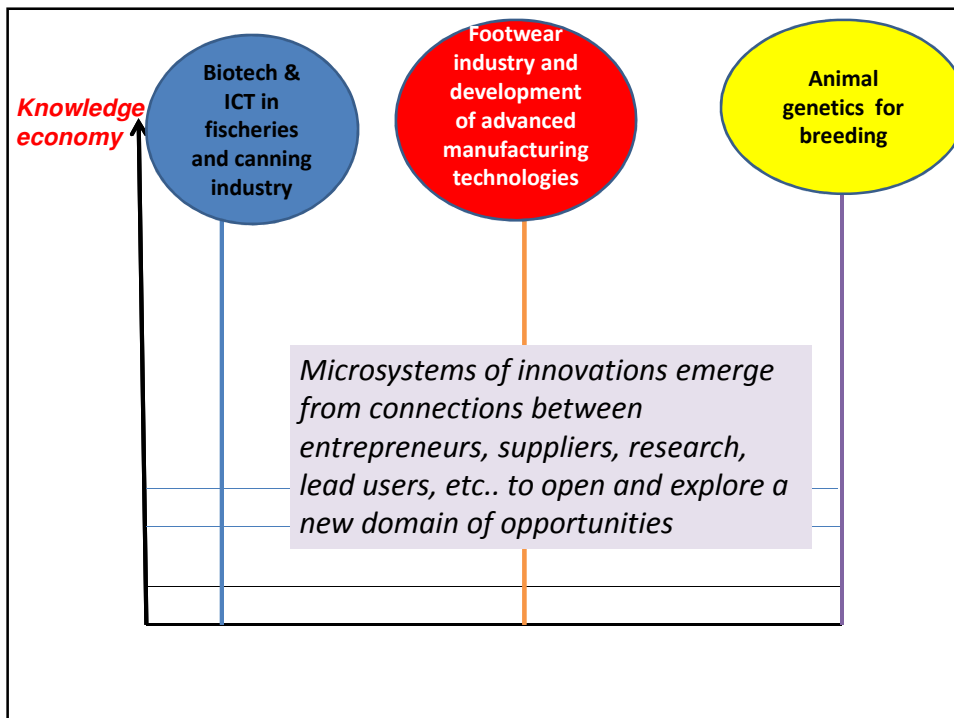 Knowledge
economy
Biotech &
ICT in
fischeries
and canning
industry
Footwear
industry and
development
of advanced
manufacturing
technologies
Animal
genetics for
breeding
Microsystems of innovations emerge
from connections between
entrepreneurs, suppliers, research,
lead users, etc.. to open and explore a
new domain of opportunities